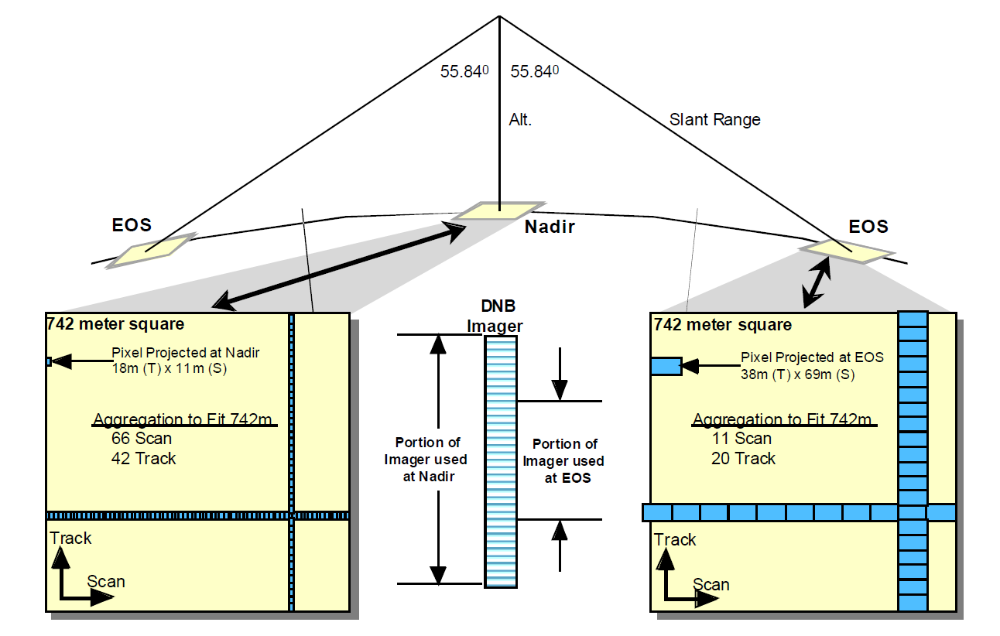 55.84⁰
55.84⁰
Alt.
Slant Range
EOS
Nadir
EOS
742 meter square
Pixel Projected at Nadir
18m (T) x 11m (S)
Aggregation to Fit 742m
66 Scan
42 Track
Track
Scan
DNB
Imager
Portion of
Imager used
at Nadir
Portion of
Imager used
at EOS
742 meter square
Pixel Projected at EOS
38m (T) x 69m (S)
Aggregation to Fit 742m
11 Scan
20 Track
Track
Scan